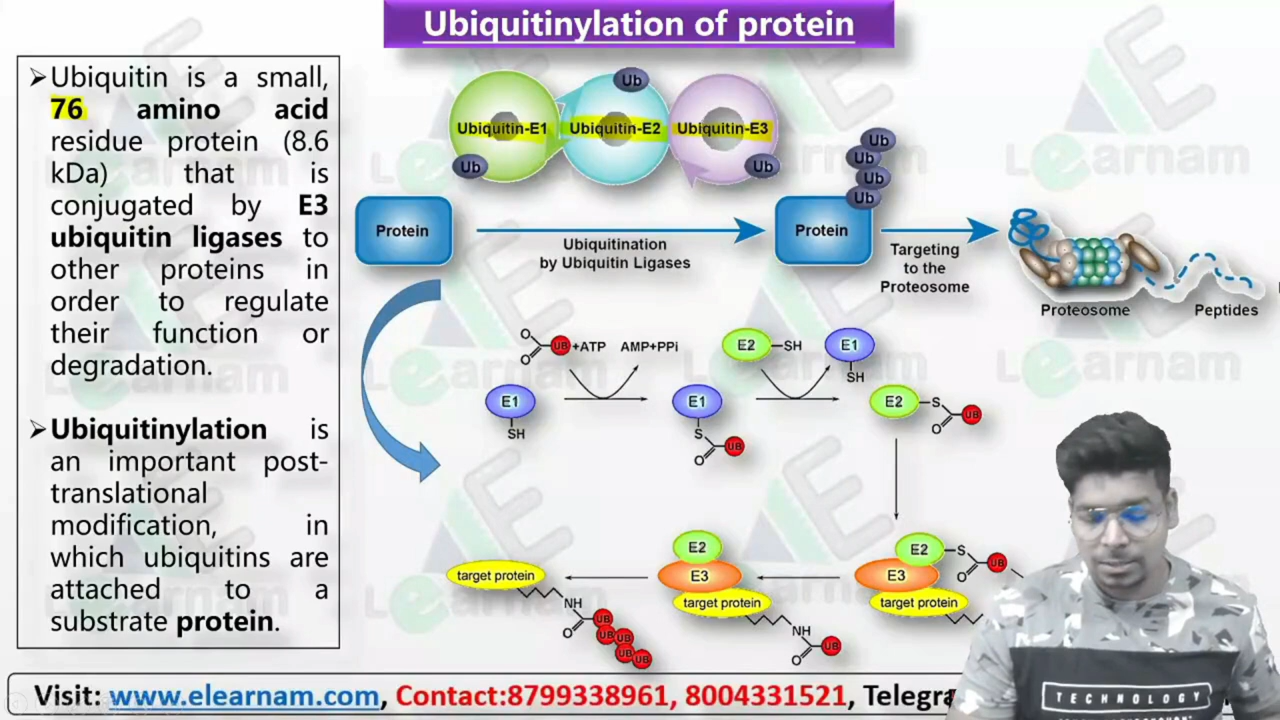 Ubiquitinylation of protein
➢Ubiquitin is a small,
76 amino acid
residue protein (8.6
kDa) that is
conjugated by E3
ubiquitin ligases to
other proteins in
order to regulate
their function or
degradation.
➢Ubiquitinylation is
an important post-
translational
modification, in
which ubiquitins are
attached to a
substrate protein.
Ub
Ubiquitin-E1 Ubiquitin-E2 Ubiquitin-E3
Ub Ub
Ub
Ub
Ub
Ub
Protein
Ubiquitination
by Ubiquitin Ligases
Protein
Targeting
to the
Proteosome
Proteosome
Peptides
O
O
UB +ATP AMP+PPi
E2 —SH E1
SH
E1
SH
E1
S
O
UB
E2 S
O
UB
E2 S
O
UB
E3
target protein
E2
E3
target protein
NH
O
UB
target protein
NH
O
UB
UB UB
UB UB
Visit: www.elearnam.com, Contact:8799338961, 8004331521, Telegra
TECHNOLOGY
Learnam